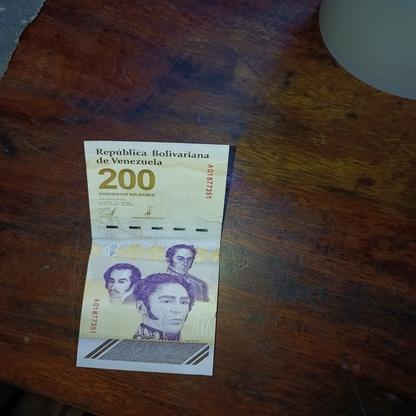 República Bolivariana
de Venezuela
200
DOSCIENTOS BOLÍVARES
A01877351
A01877351